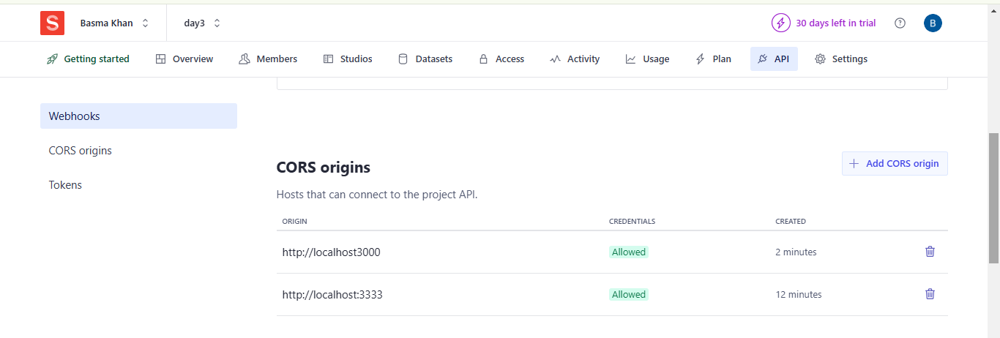 S Basma Khan day3 30 days left in trial ? B
Getting started Overview Members Studios Datasets Access Activity Usage Plan API Settings
Webhooks
CORS origins
Tokens
CORS origins
Add CORS origin
Hosts that can connect to the project API.
ORIGIN CREDENTIALS CREATED
http://localhost3000 Allowed 2 minutes
http://localhost:3333 Allowed 12 minutes